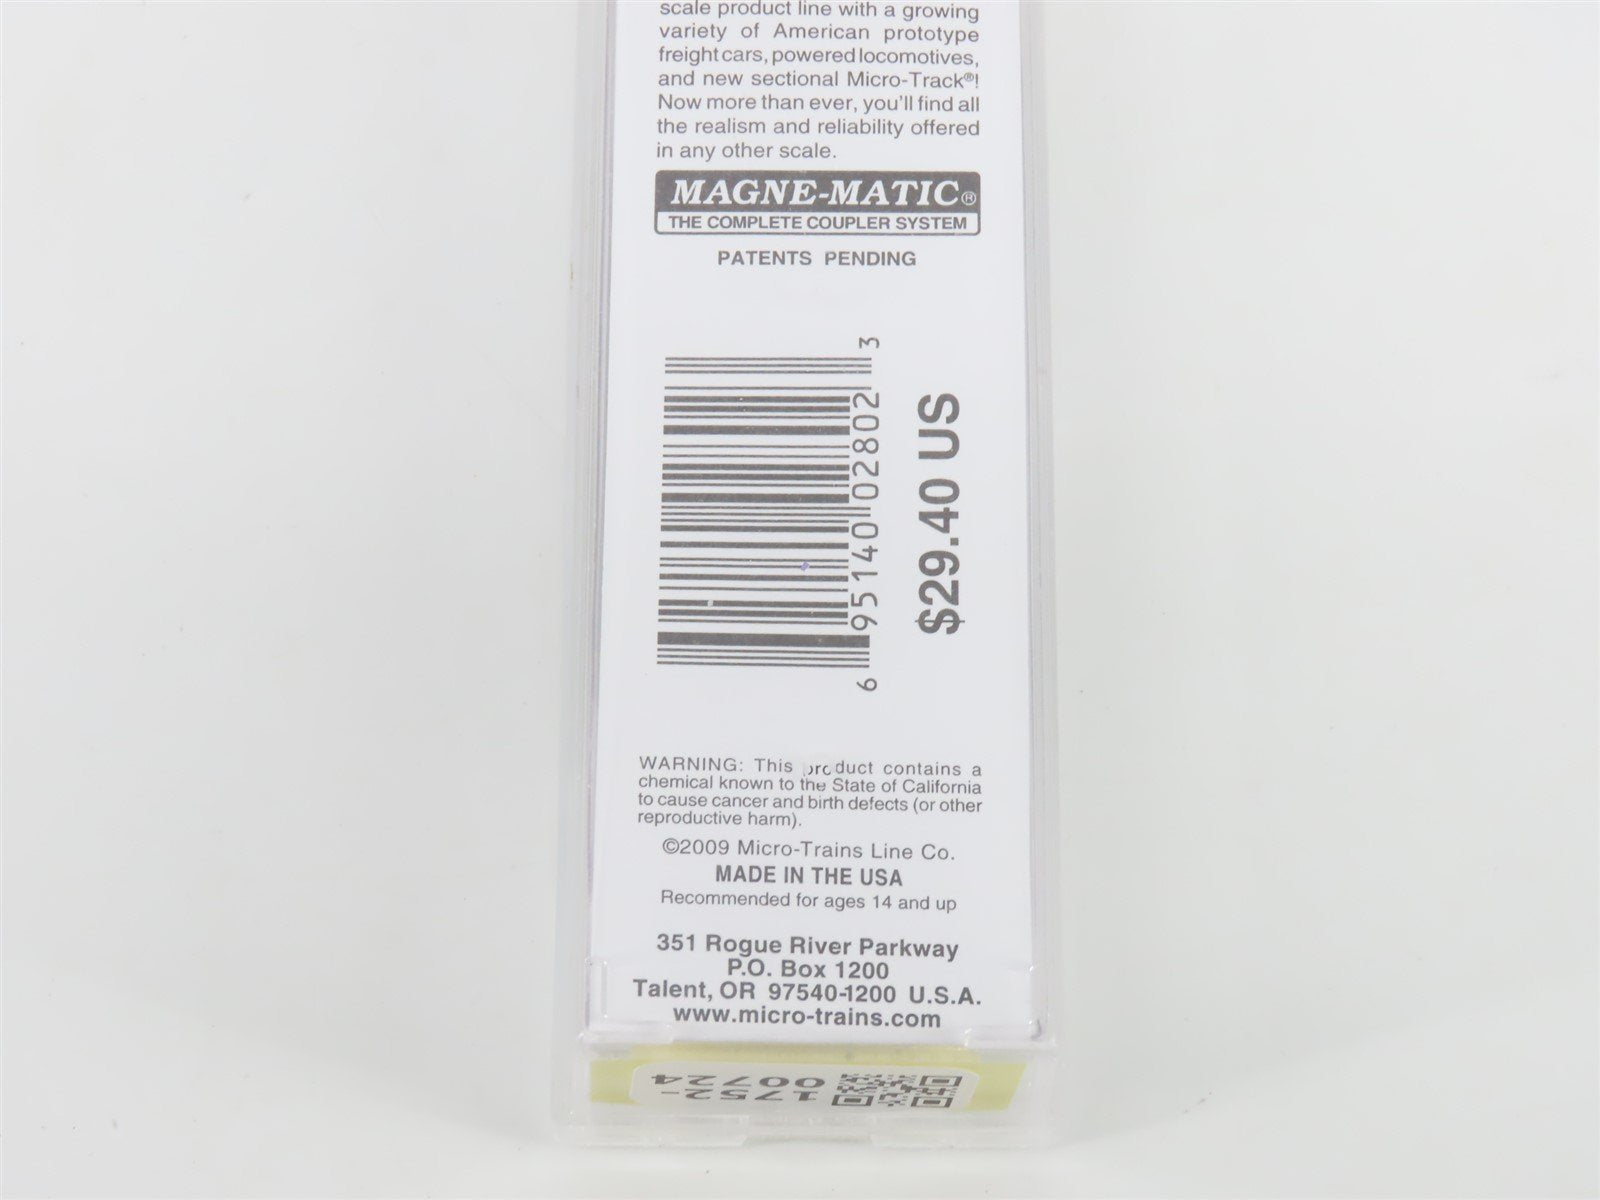 scale product line with a growing
variety of American prototype
freight cars, powered locomotives,
and new sectional Micro-Track®!
Now more than ever, you'll find all
the realism and reliability offered
in any other scale.
MAGNE-MATIC®
THE COMPLETE COUPLER SYSTEM
PATENTS PENDING
6 95140 02802 3
$29.40 US
WARNING: This product contains a
chemical known to the State of California
to cause cancer and birth defects (or other
reproductive harm).
©2009 Micro-Trains Line Co.
MADE IN THE USA
Recommended for ages 14 and up
351 Rogue River Parkway
P.O. Box 1200
Talent, OR 97540-1200 U.S.A.
www.micro-trains.com
1752-
00724